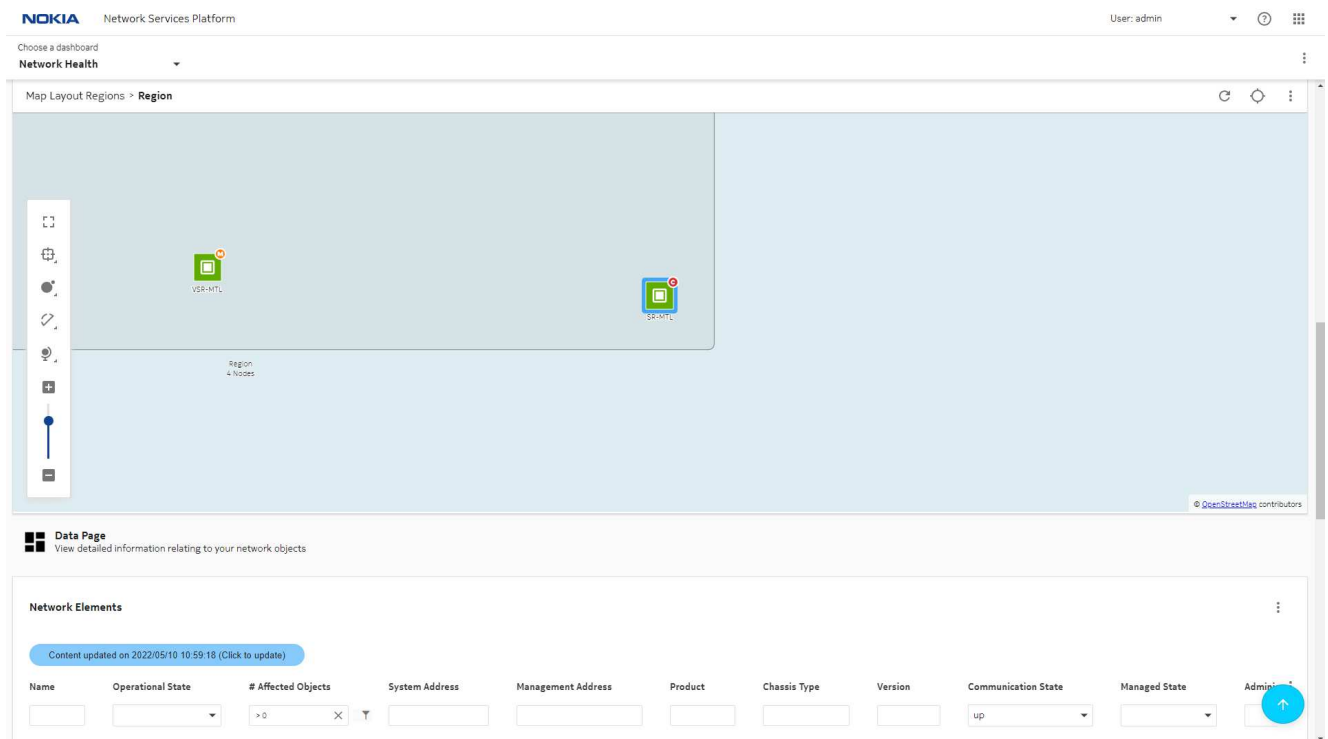 NOKIA Network Services Platform User: admin
Choose a dashboard
Network Health
Map Layout Regions > Region
M
VSR-MTL
C
SR-MTL
Region
4 Nodes
© OpenStreetMap contributors
Data Page
View detailed information relating to your network objects
Network Elements
Content updated on 2022/05/10 10:59:18 (Click to update)
Name Operational State # Affected Objects System Address Management Address Product Chassis Type Version Communication State Managed State
> 0 up